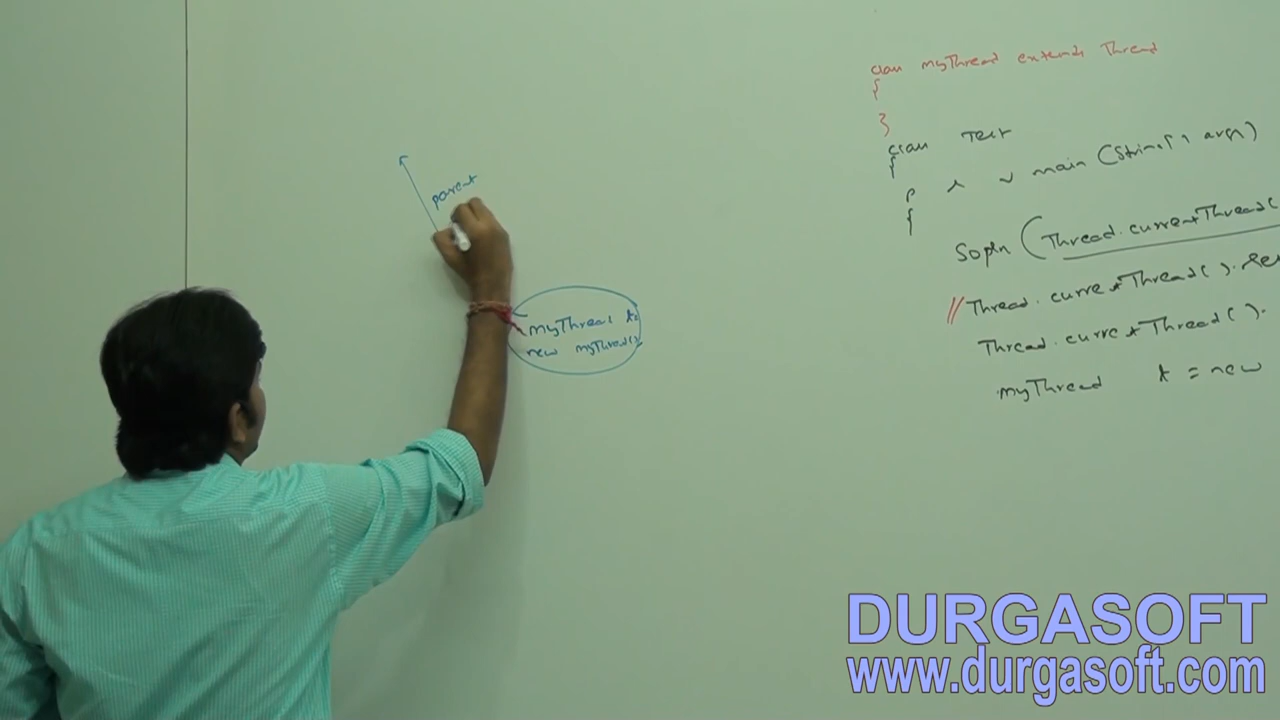 parent
myThread t=
new myThread();
class myThread extends Thread
{
}
class Test
{
p s v main (String[] args)
{
Sopln (Thread.currentThread(
// Thread.currentThread().se
Thread.currentThread().
myThread t = new
DURGASOFT
www.durgasoft.com